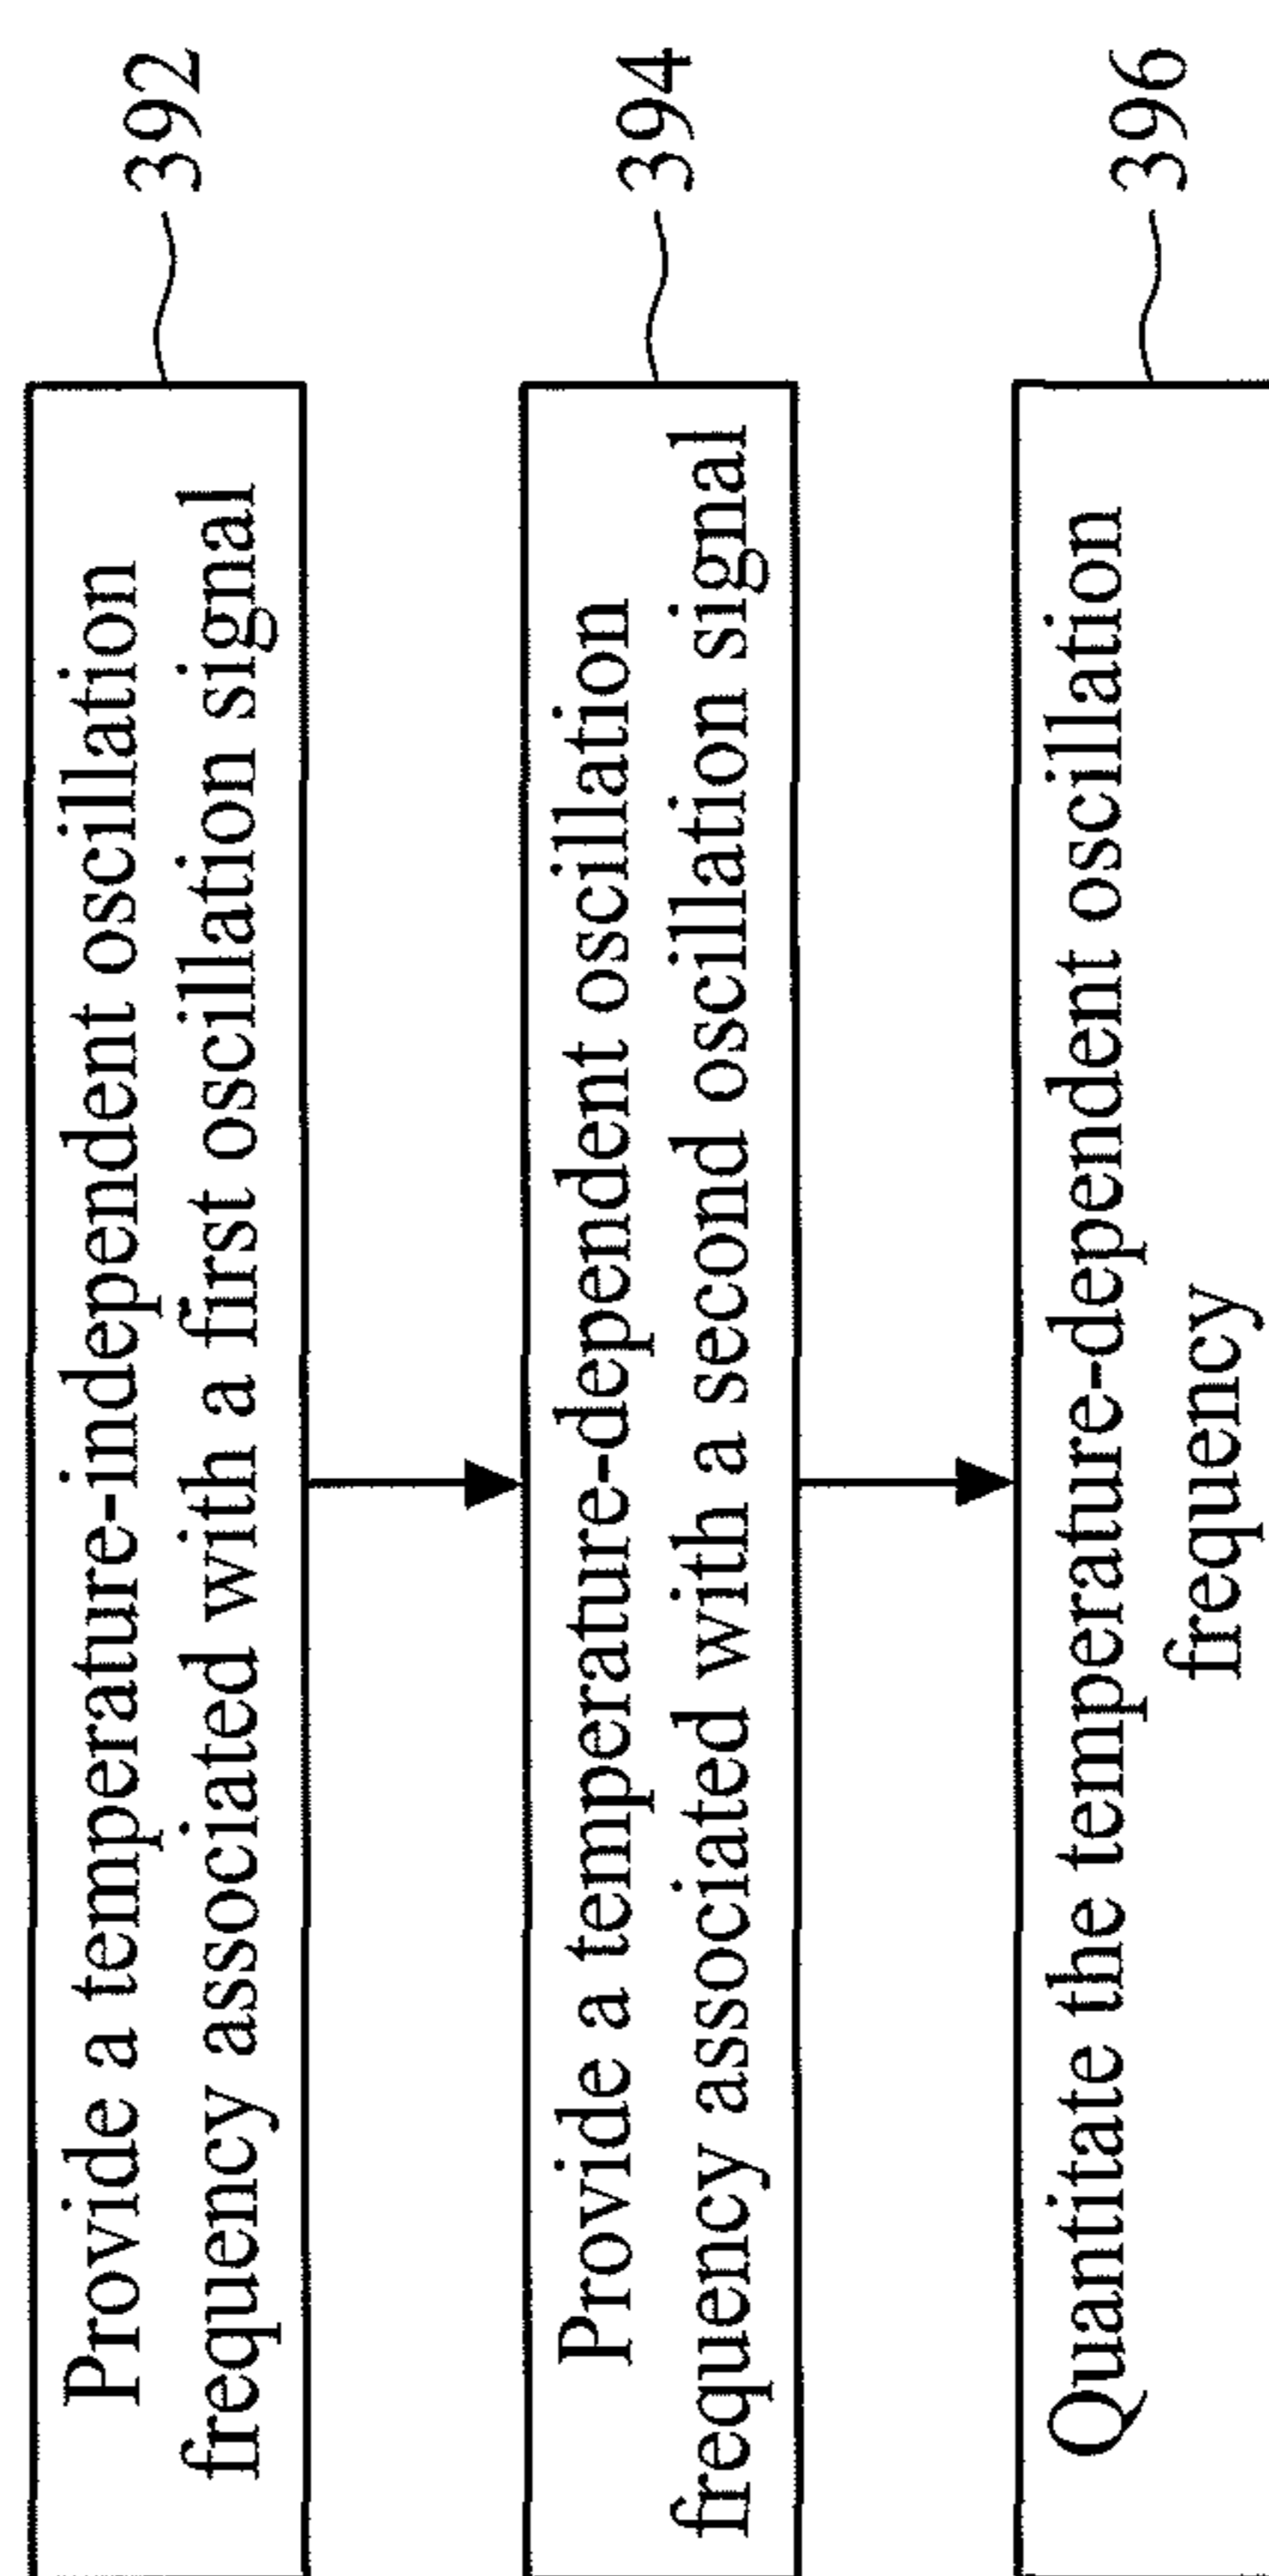 Provide a temperature-independent oscillation
frequency associated with a first oscillation signal
392
Provide a temperature-dependent oscillation
frequency associated with a second oscillation signal
394
Quantitate the temperature-dependent oscillation
frequency
396